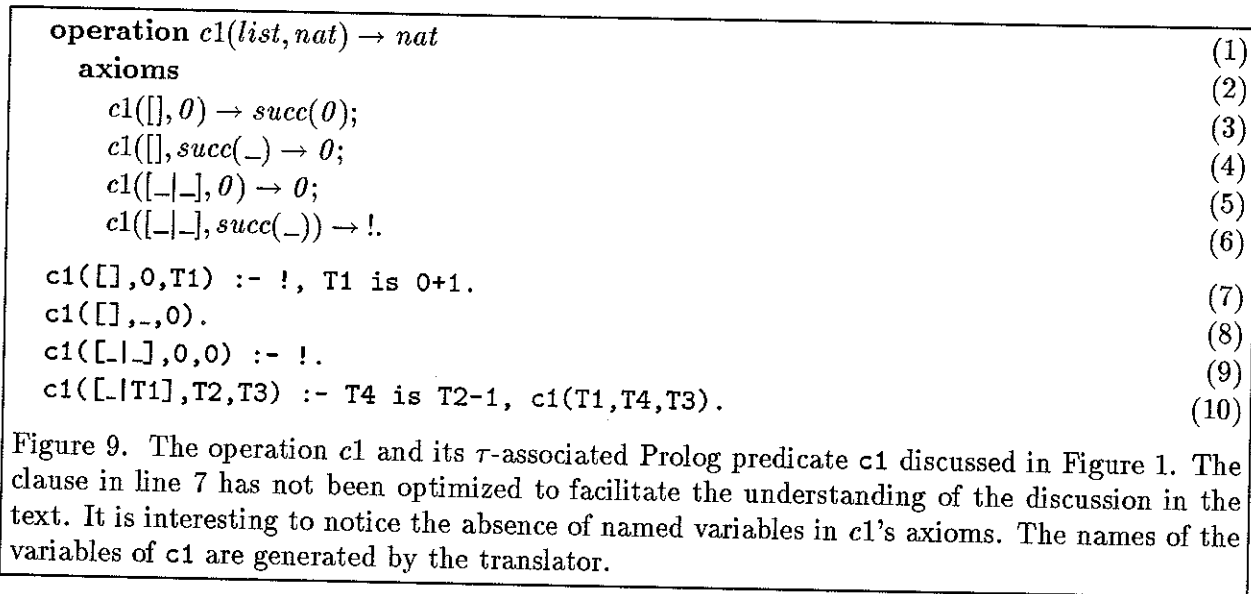 operation c1(list, nat) → nat (1)
axioms (2)
c1([], 0) → succ(0); (3)
c1([], succ(_) → 0; (4)
c1([_|_], 0) → 0; (5)
c1([_|_], succ(_)) → !. (6)
c1([],0,T1) :- !, T1 is 0+1. (7)
c1([],_,0). (8)
c1([_|_],0,0) :- !. (9)
c1([_|T1],T2,T3) :- T4 is T2-1, c1(T1,T4,T3). (10)
Figure 9. The operation c1 and its τ-associated Prolog predicate c1 discussed in Figure 1. The
clause in line 7 has not been optimized to facilitate the understanding of the discussion in the
text. It is interesting to notice the absence of named variables in c1's axioms. The names of the
variables of c1 are generated by the translator.